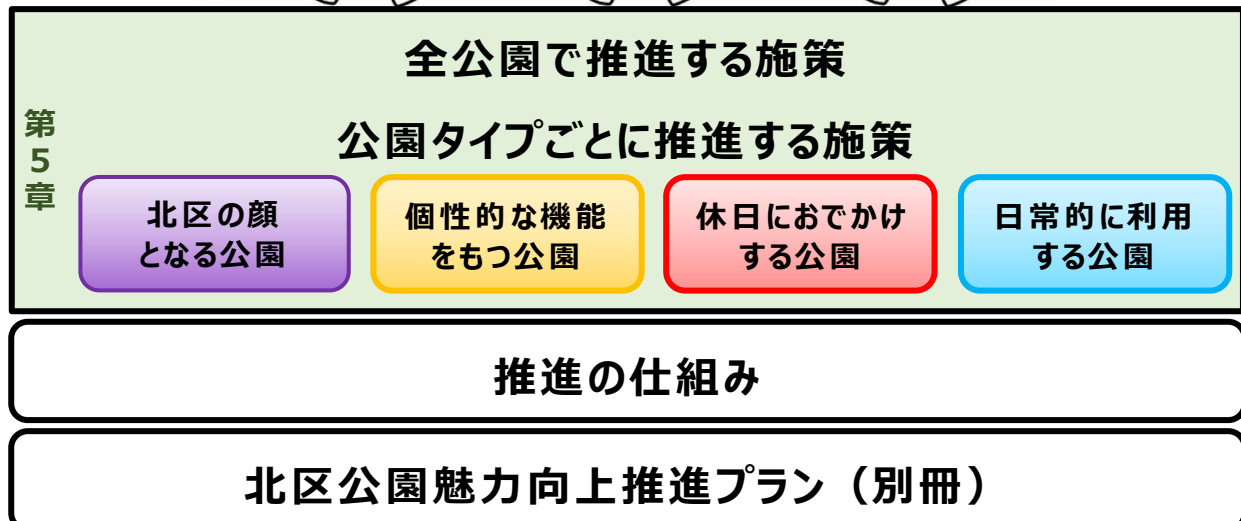 全公園で推進する施策
第5章
公園タイプごとに推進する施策
北区の顔
となる公園
個性的な機能
をもつ公園
休日におでかけ
する公園
日常的に利用
する公園
推進の仕組み
北区公園魅力向上推進プラン（別冊）